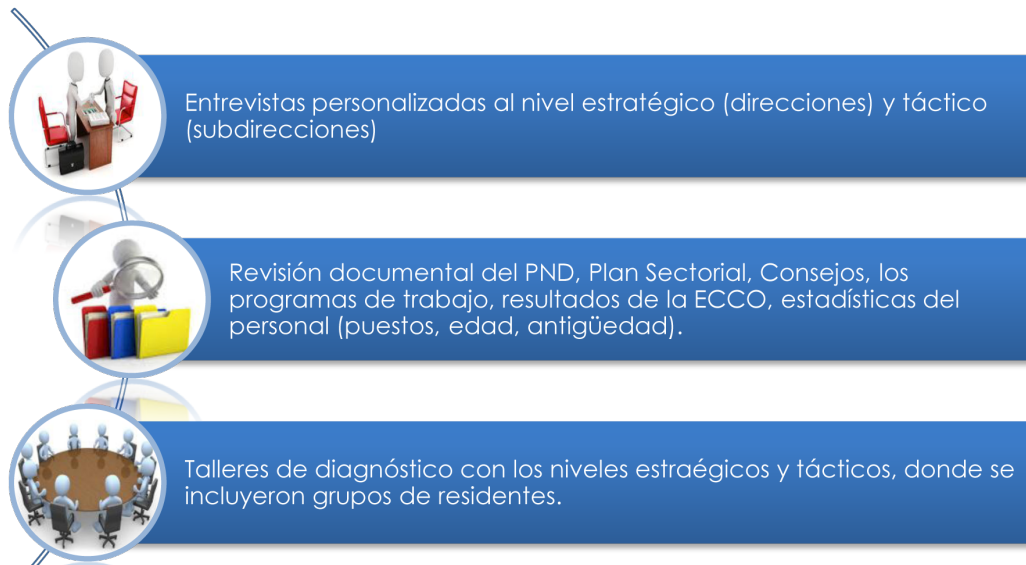 Entrevistas personalizadas al nivel estratégico (direcciones) y táctico
(subdirecciones)
Revisión documental del PND, Plan Sectorial, Consejos, los
programas de trabajo, resultados de la ECCO, estadísticas del
personal (puestos, edad, antigüedad).
Talleres de diagnóstico con los niveles estraégicos y tácticos, donde se
incluyeron grupos de residentes.